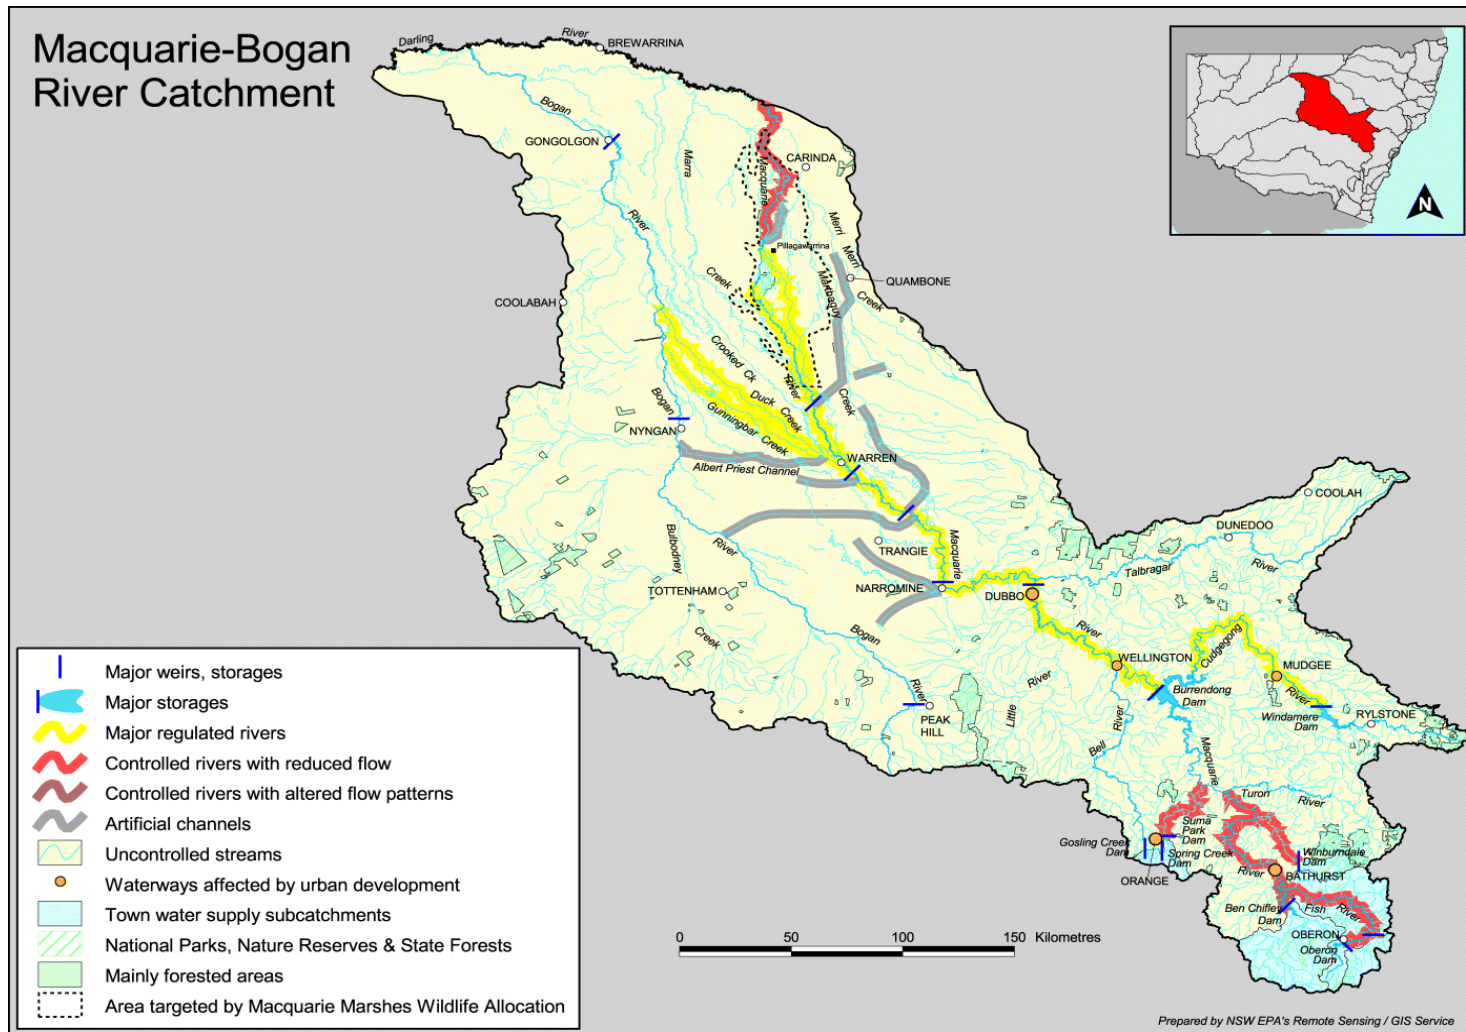 Macquarie-Bogan
River Catchment
Darling
River
BREWARRINA
Bogan
GONGOLGON
River
Marra
Macquarie
CARINDA
Merri
Merri
Creek
Pillagawarrina
QUAMBONE
Marthaguy
Creek
COOLABAH
Creek
Crooked Ck
Duck Creek
Gunningbar Creek
River
Bogan
NYNGAN
Albert Priest Channel
WARREN
COOLAH
DUNEDOO
Talbragar
River
Bulbodney
River
TRANGIE
Macquarie
NARROMINE
DUBBO
TOTTENHAM
Creek
Bogan
River
PEAK
HILL
River
WELLINGTON
Cudgegong
MUDGEE
River
Burrendong
Dam
Windamere
Dam
RYLSTONE
Little
River
Bell
River
Macquarie
Turon
River
Suma
Park
Dam
Gosling Creek
Dam
Spring Creek
Dam
ORANGE
Winburndale
Dam
River
BATHURST
Ben Chifley
Dam
Fish
River
OBERON
Oberon
Dam
N
Major weirs, storages
Major storages
Major regulated rivers
Controlled rivers with reduced flow
Controlled rivers with altered flow patterns
Artificial channels
Uncontrolled streams
Waterways affected by urban development
Town water supply subcatchments
National Parks, Nature Reserves & State Forests
Mainly forested areas
Area targeted by Macquarie Marshes Wildlife Allocation
0 50 100 150 Kilometres
Prepared by NSW EPA's Remote Sensing / GIS Service